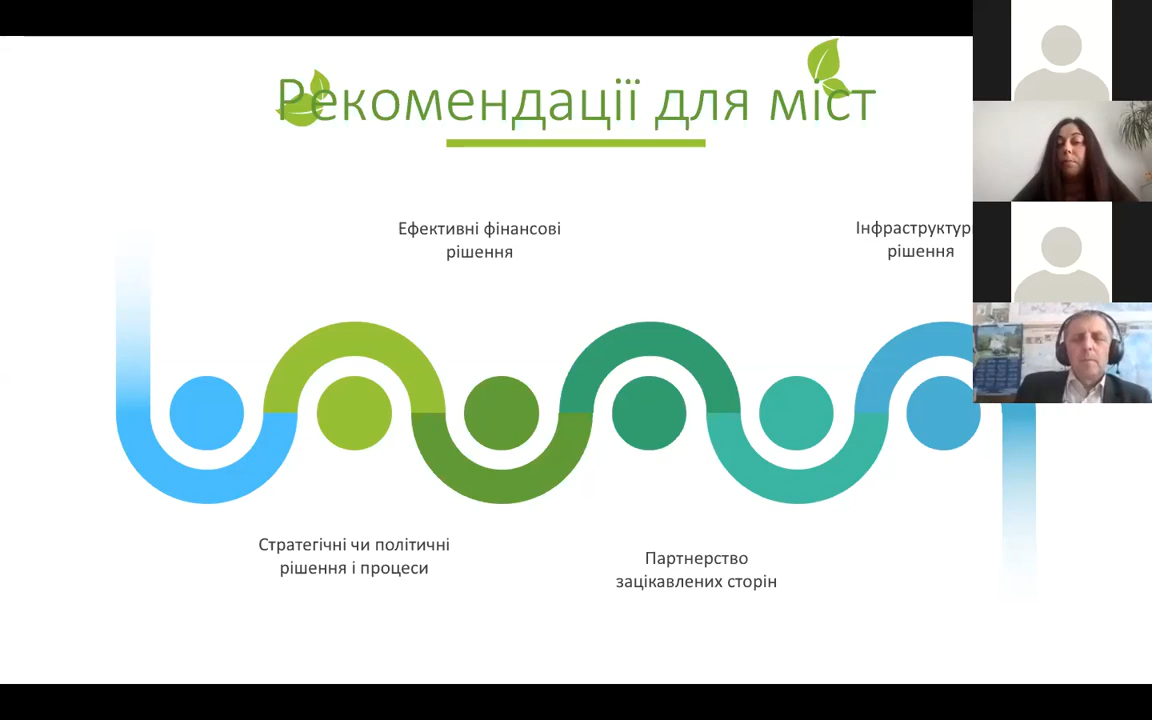 Рекомендації для міст
Ефективні фінансові
рішення
Інфраструктур
рішення
Стратегічні чи політичні
рішення і процеси
Партнерство
зацікавлених сторін